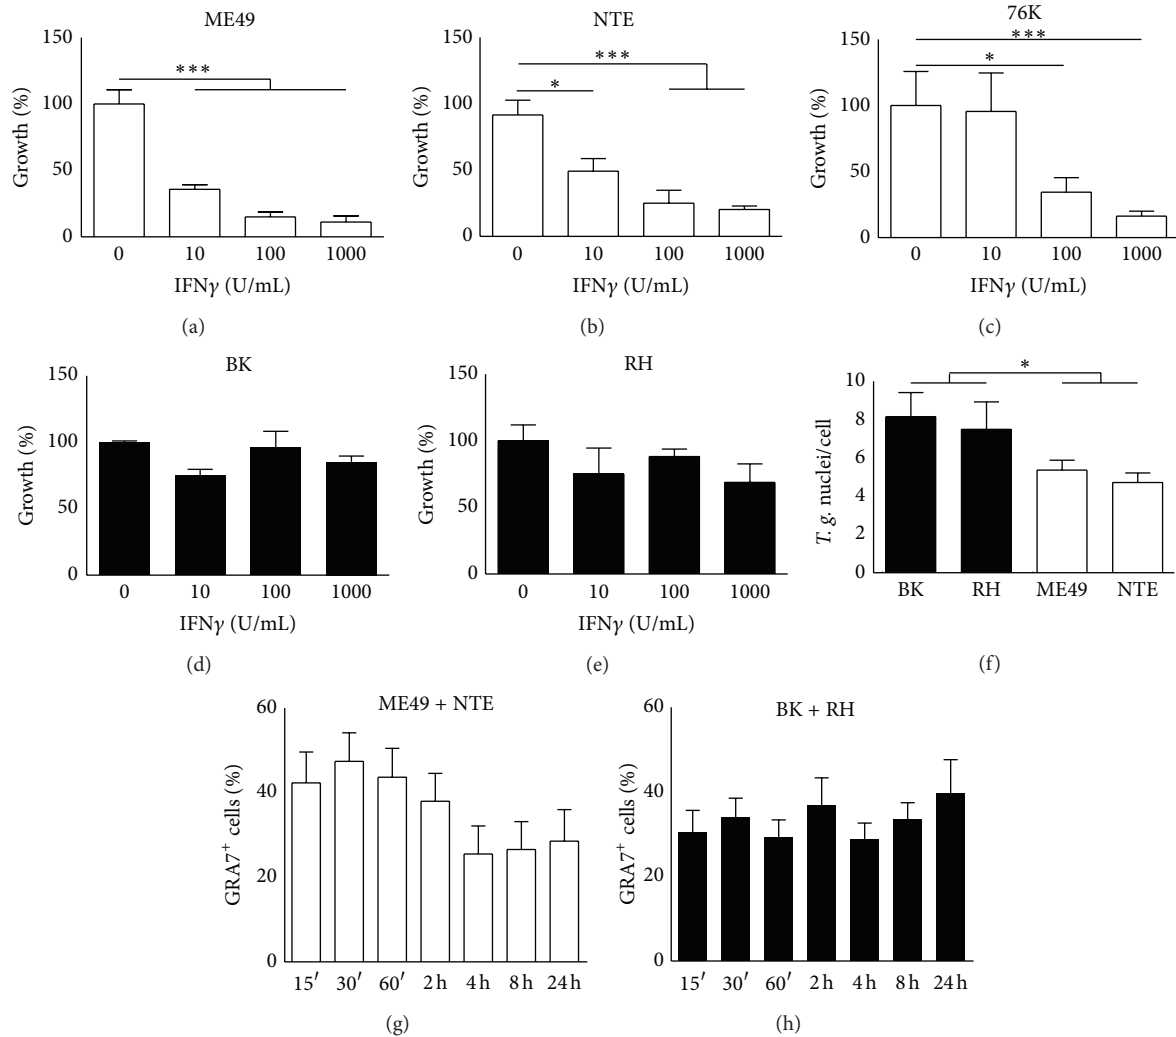 ME49
150
100
50
0
Growth (%)
***
0 10 100 1000
IFNγ (U/mL)
(a)
NTE
150
100
50
0
Growth (%)
***
*
0 10 100 1000
IFNγ (U/mL)
(b)
76K
150
100
50
0
Growth (%)
***
*
0 10 100 1000
IFNγ (U/mL)
(c)
BK
150
100
50
0
Growth (%)
0 10 100 1000
IFNγ (U/mL)
(d)
RH
150
100
50
0
Growth (%)
0 10 100 1000
IFNγ (U/mL)
(e)
*
10
8
6
4
2
0
T. g. nuclei/cell
BK RH ME49 NTE
(f)
ME49 + NTE
60
40
20
0
GRA7⁺ cells (%)
15′ 30′ 60′ 2 h 4 h 8 h 24 h
(g)
BK + RH
60
40
20
0
GRA7⁺ cells (%)
15′ 30′ 60′ 2 h 4 h 8 h 24 h
(h)